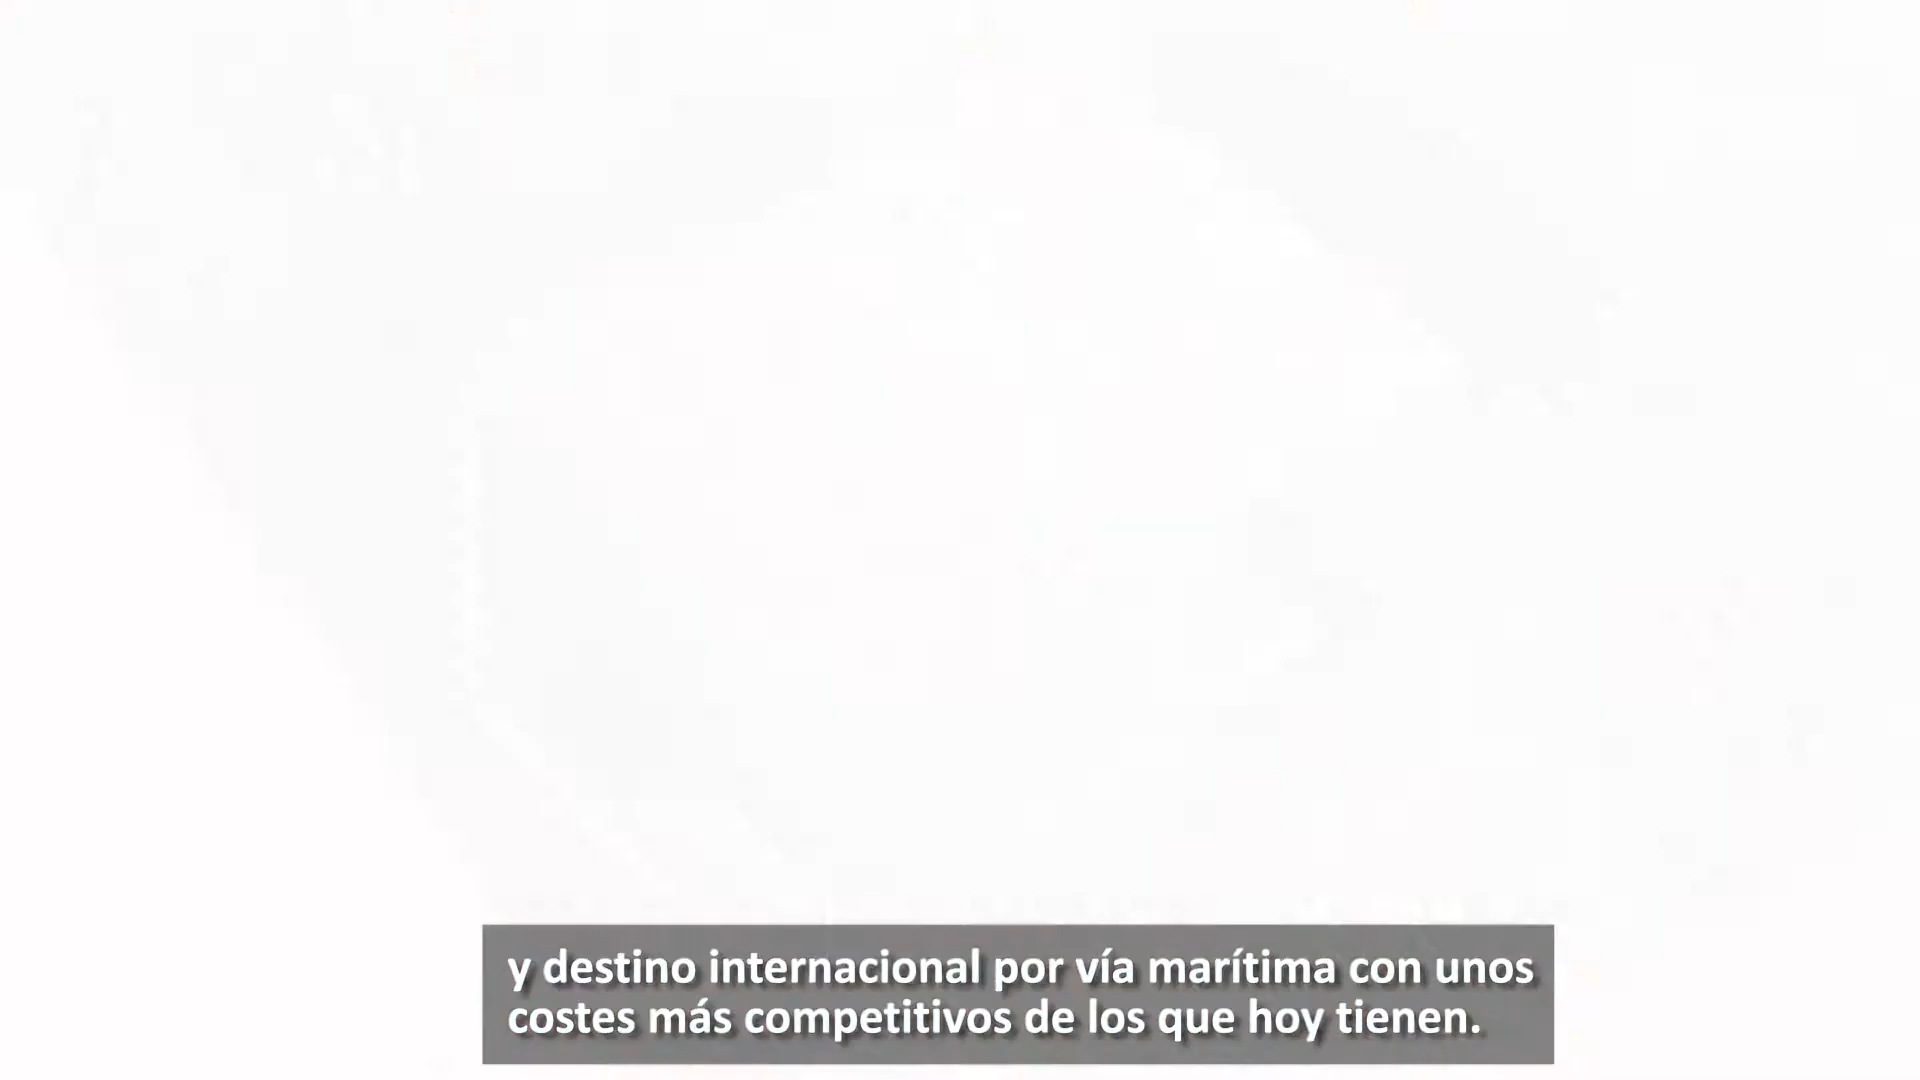 y destino internacional por vía marítima con unos
costes más competitivos de los que hoy tienen.